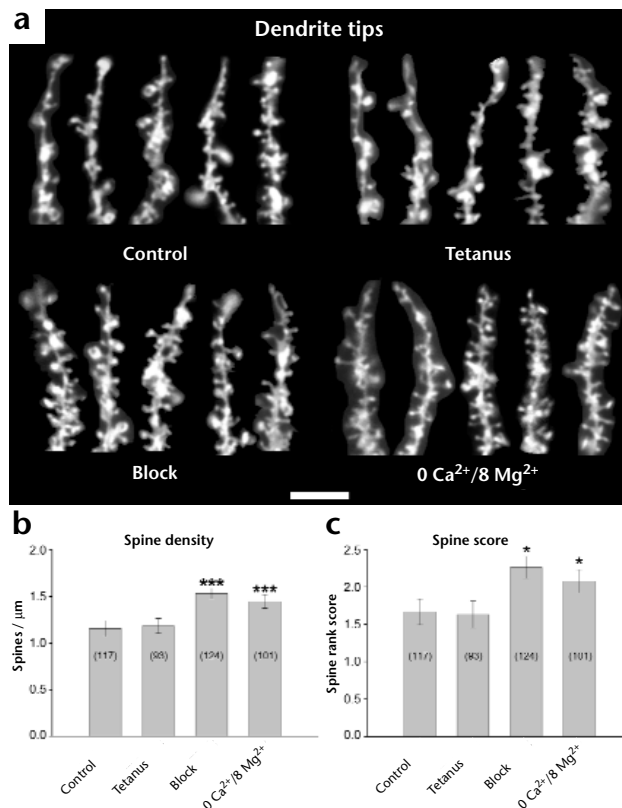 a
Dendrite tips
Control
Tetanus
Block
0 Ca²⁺/8 Mg²⁺
b
Spine density
Spines / μm
2.0
1.5
1.0
0.5
0.0
***
***
(117)
(93)
(124)
(101)
Control
Tetanus
Block
0 Ca²⁺/8 Mg²⁺
c
Spine score
Spine rank score
2.5
2.0
1.5
1.0
0.0
*
*
(117)
(93)
(124)
(101)
Control
Tetanus
Block
0 Ca²⁺/8 Mg²⁺